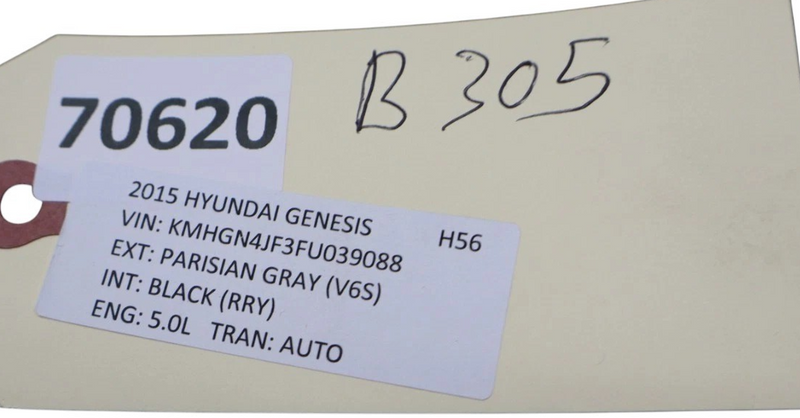 B 305
70620
2015 HYUNDAI GENESIS H56
VIN: KMHGN4JF3FU039088
EXT: PARISIAN GRAY (V6S)
INT: BLACK (RRY)
ENG: 5.0L TRAN: AUTO